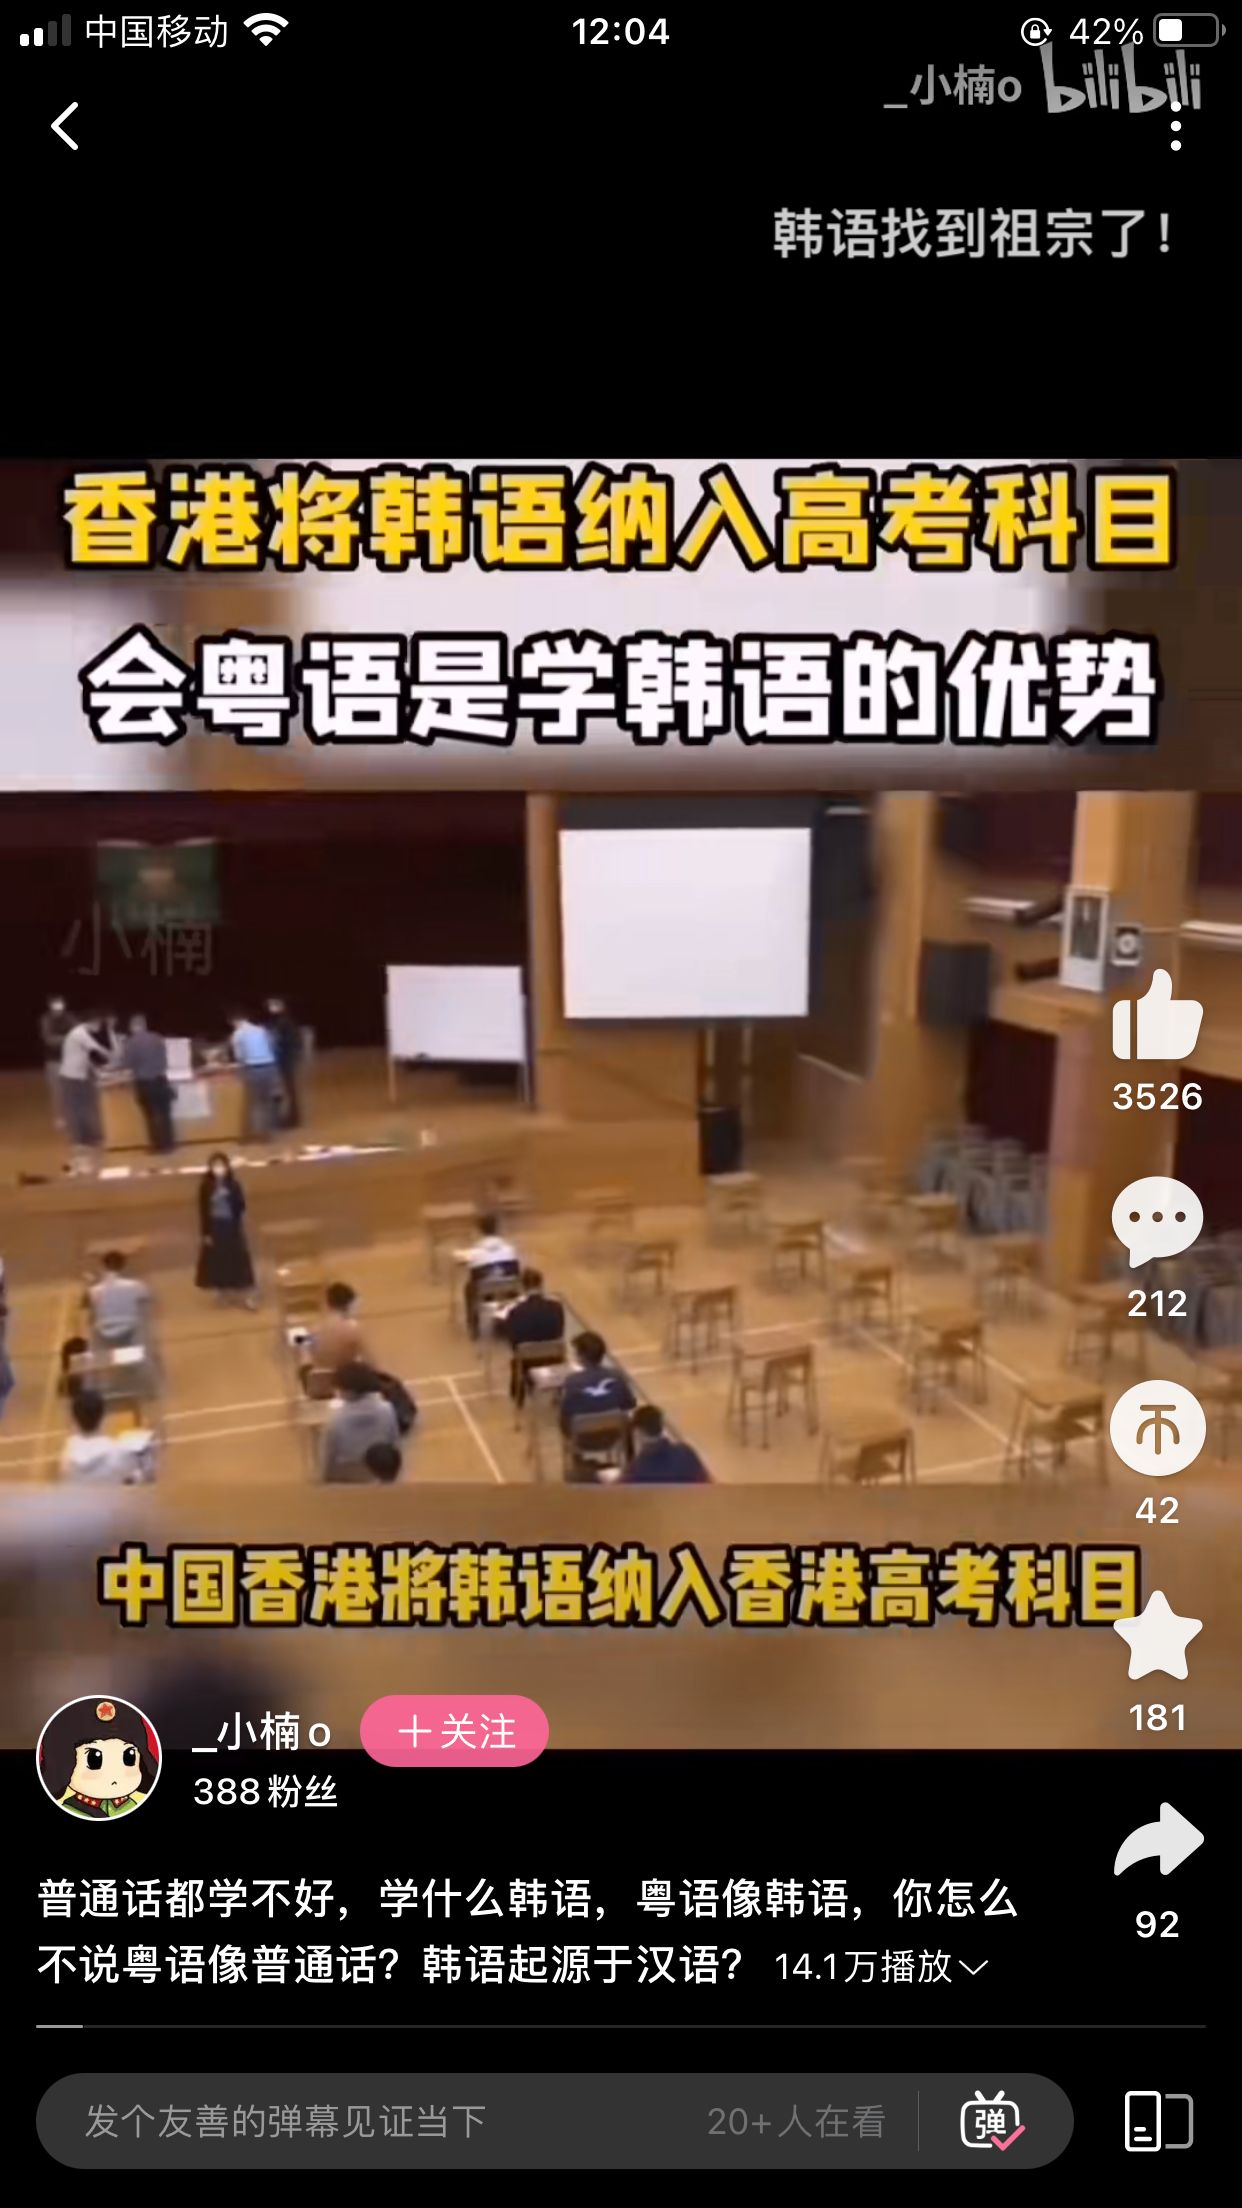 中国移动
12:04
42%
_小楠o bilibili
韩语找到祖宗了！
香港将韩语纳入高考科目
会粤语是学韩语的优势
小楠
3526
212
42
中国香港將韩语纳入香港高考科目
181
_小楠o
＋关注
388粉丝
92
普通话都学不好，学什么韩语，粤语像韩语，你怎么
不说粤语像普通话？韩语起源于汉语？ 14.1万播放
发个友善的弹幕见证当下
20+人在看
弹